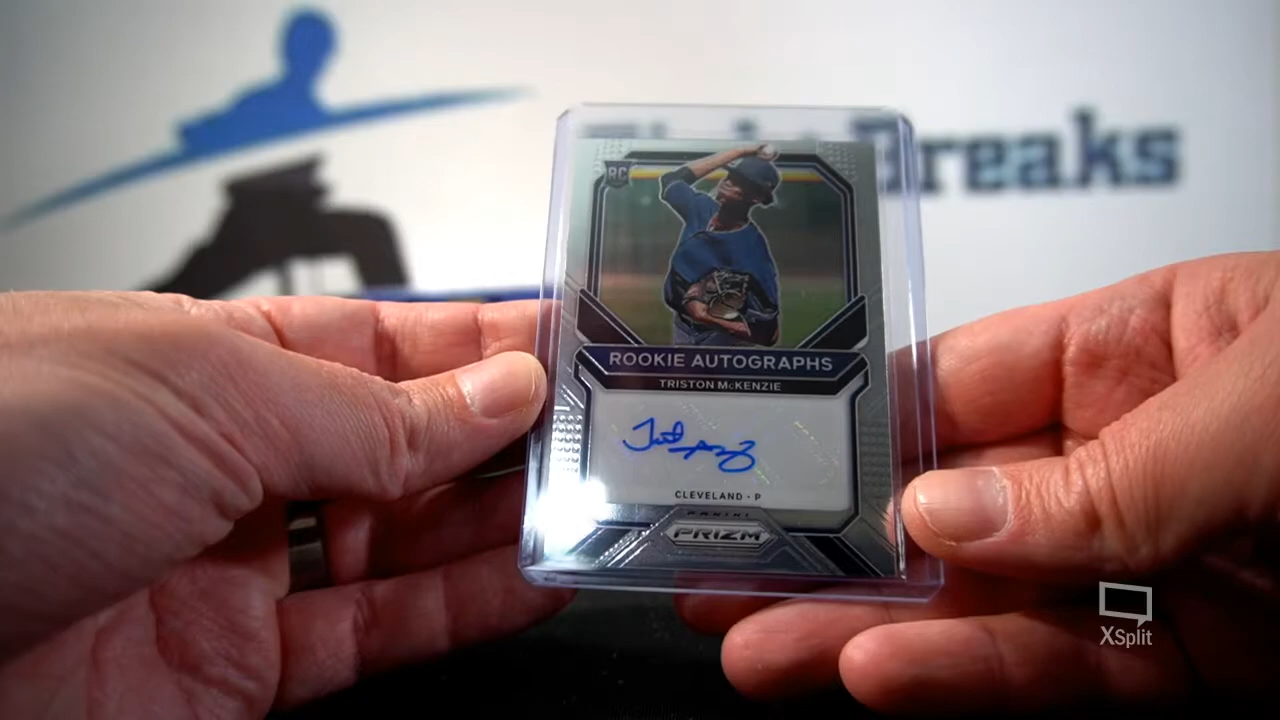 Breaks
RC
ROOKIE AUTOGRAPHS
TRISTON McKENZIE
CLEVELAND · P
PANINI
PRIZM
XSplit